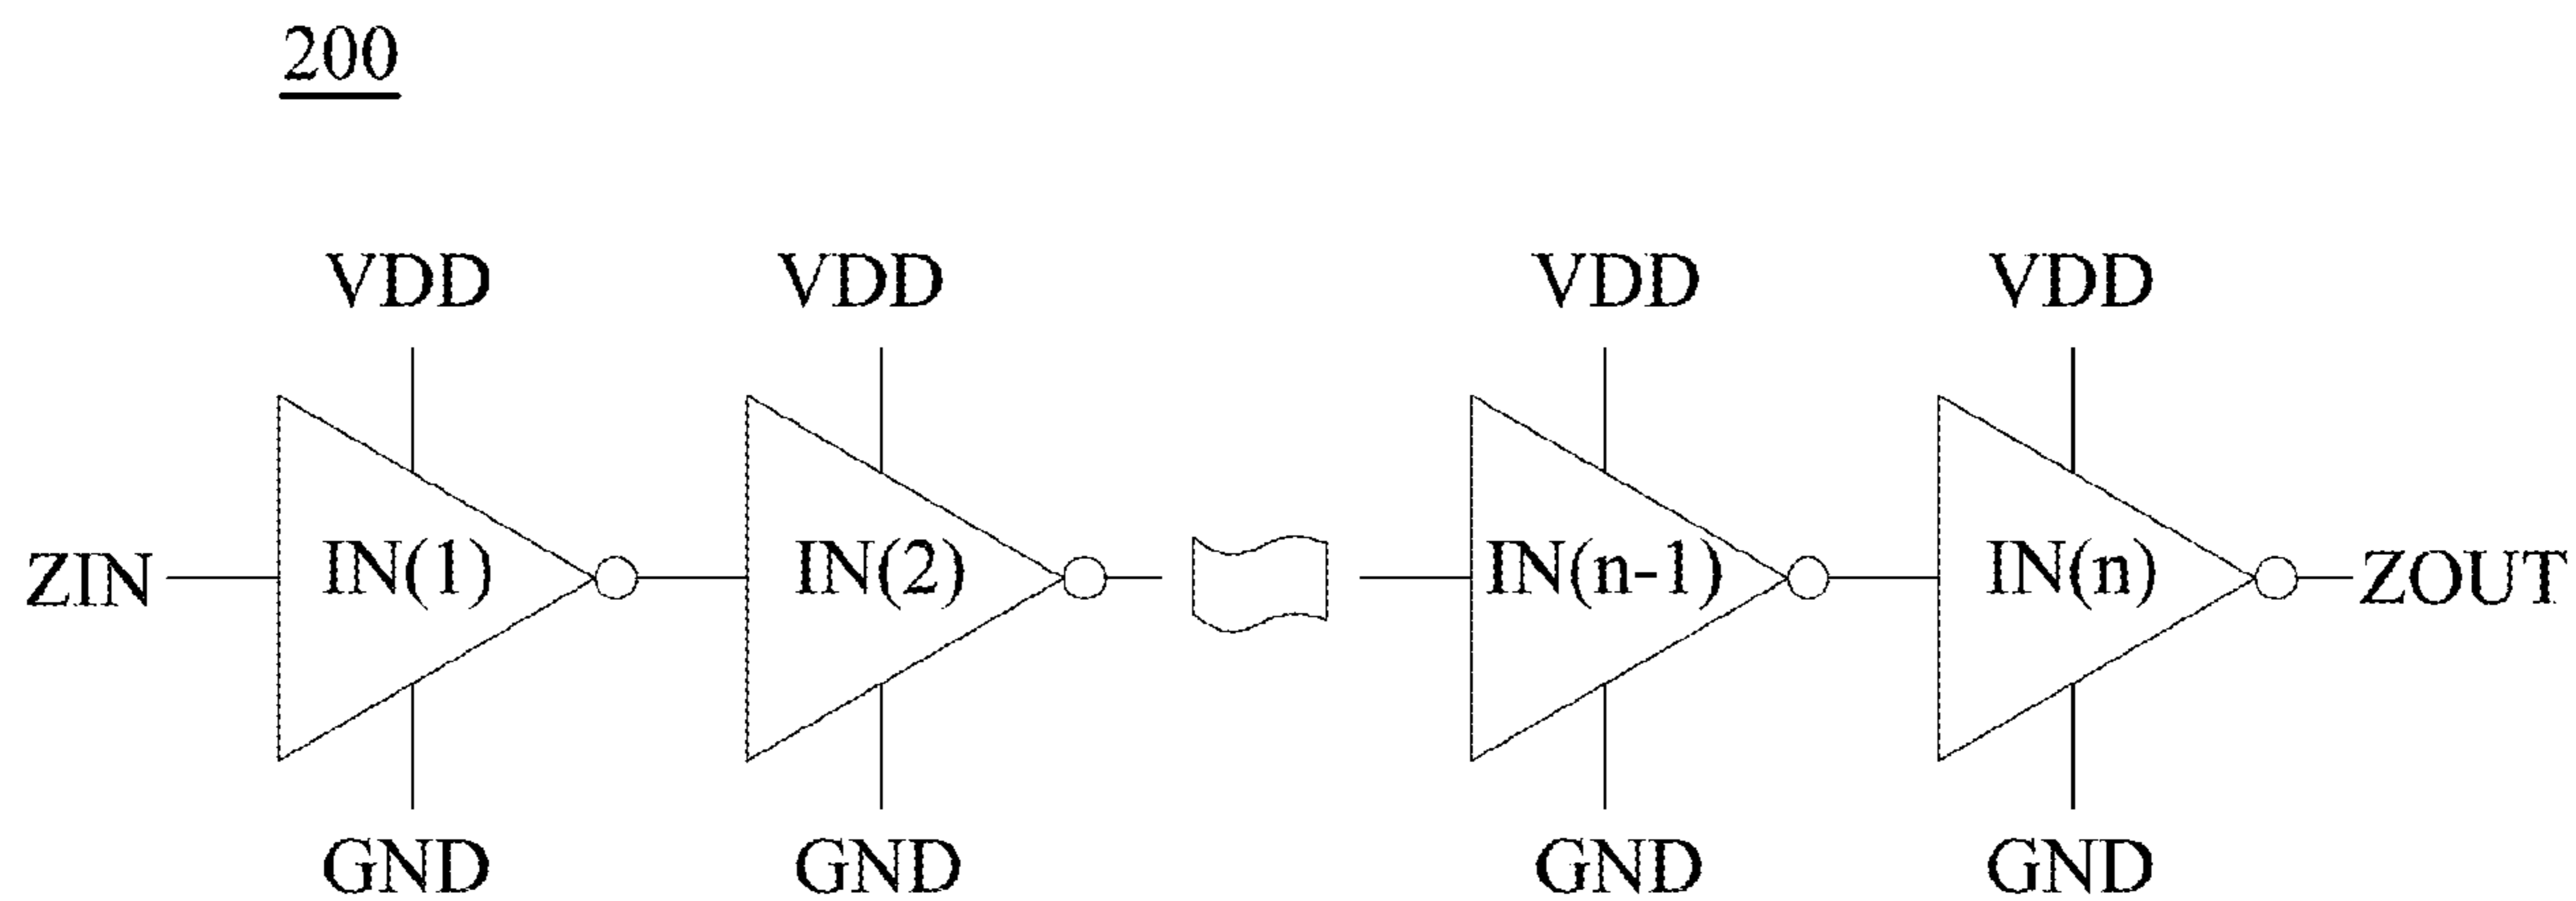 200
VDD VDD VDD VDD
ZIN IN(1) IN(2) IN(n-1) IN(n) ZOUT
GND GND GND GND